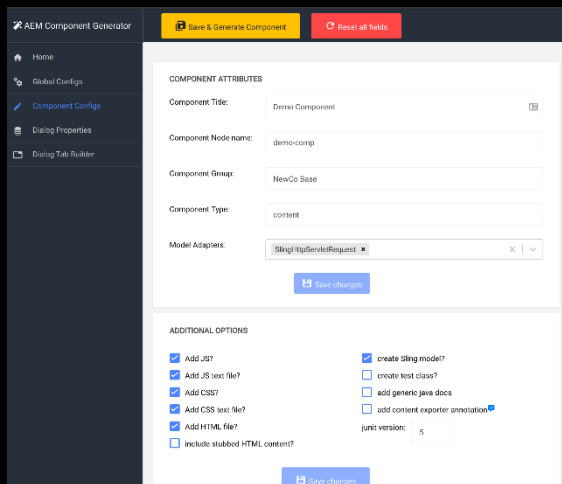 AEM Component Generator
Save & Generate Component
Reset all fields
Home
Global Configs
Component Configs
Dialog Properties
Dialog Tab Builder
COMPONENT ATTRIBUTES
Component Title:
Demo Component
Component Node name:
demo-comp
Component Group:
NewCo Base
Component Type:
content
Model Adapters:
SlingHttpServletRequest ×
Save changes
ADDITIONAL OPTIONS
Add JS?
Add JS text file?
Add CSS?
Add CSS text file?
Add HTML file?
include stubbed HTML content?
create Sling model?
create test class?
add generic java docs
add content exporter annotation
junit version: 5
Save changes